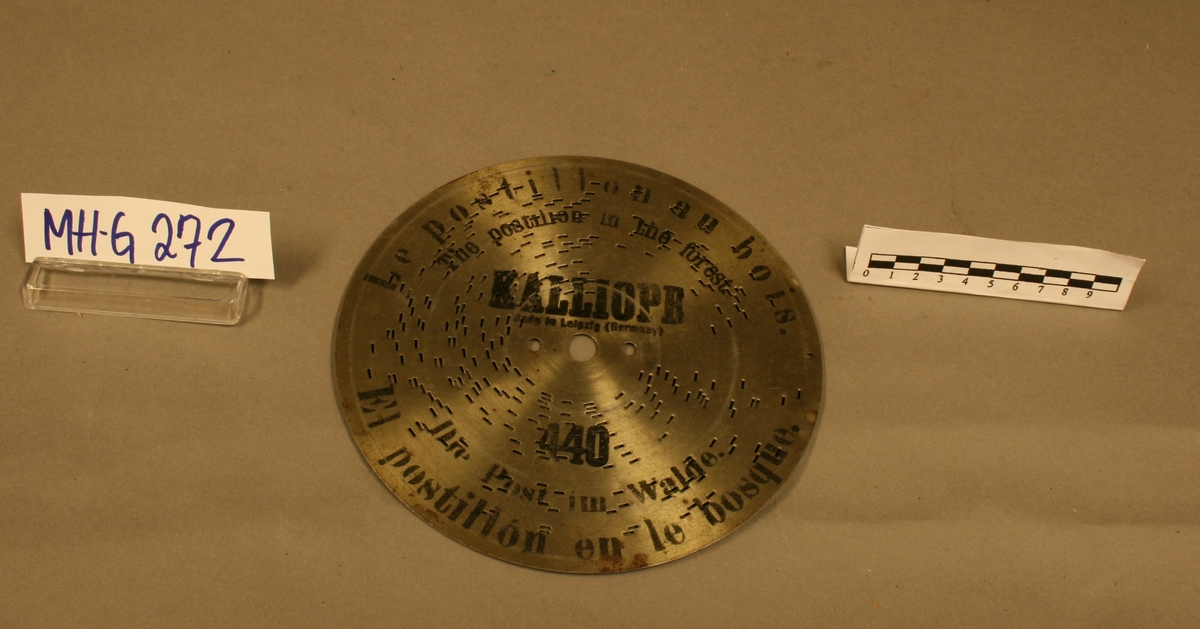 MH-G 272
Le postillon au bois.
The postillon in the forest.
KALLIOPE
Made in Leipzig (Germany)
440
Die Post im Walde.
El postillón en le bosque.
0 1 2 3 4 5 6 7 8 9